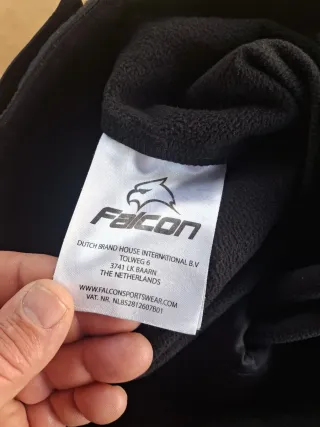 Falcon
DUTCH BRAND HOUSE INTERNATIONAL B.V
TOLWEG 6
3741 LK BAARN
THE NETHERLANDS
WWW.FALCONSPORTSWEAR.COM
VAT. NR. NL852812607B01